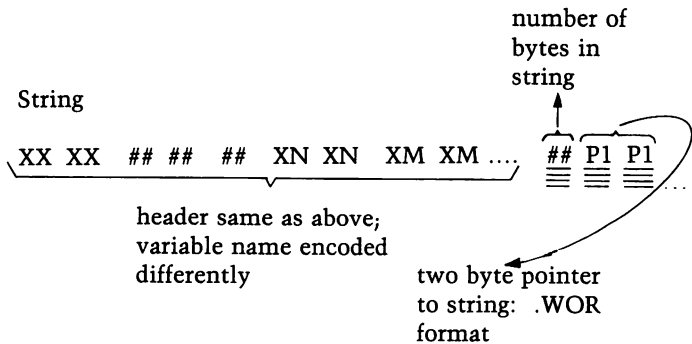 number of
bytes in
string
String
XX XX ## ## ## XN XN XM XM .... ## P1 P1 ...
header same as above;
variable name encoded
differently
two byte pointer
to string: .WOR
format